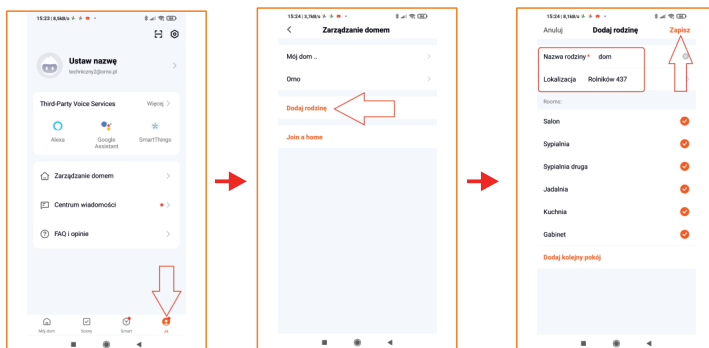 15:23 | 8,5kB/s
Ustaw nazwę
techniczny2@orno.pl
Third-Party Voice Services
Więcej >
Alexa
Google Assistant
SmartThings
Zarządzanie domem
Centrum wiadomości
FAQ i opinie
Mój dom
Sceny
Smart
Ja
15:24 | 3,7kB/s
Zarządzanie domem
Mój dom ..
Orno
Dodaj rodzinę
Join a home
15:24 | 8,1kB/s
Anuluj
Dodaj rodzinę
Zapisz
Nazwa rodziny * dom
Lokalizacja Rolników 437
Rooms:
Salon
Sypialnia
Sypialnia druga
Jadalnia
Kuchnia
Gabinet
Dodaj kolejny pokój